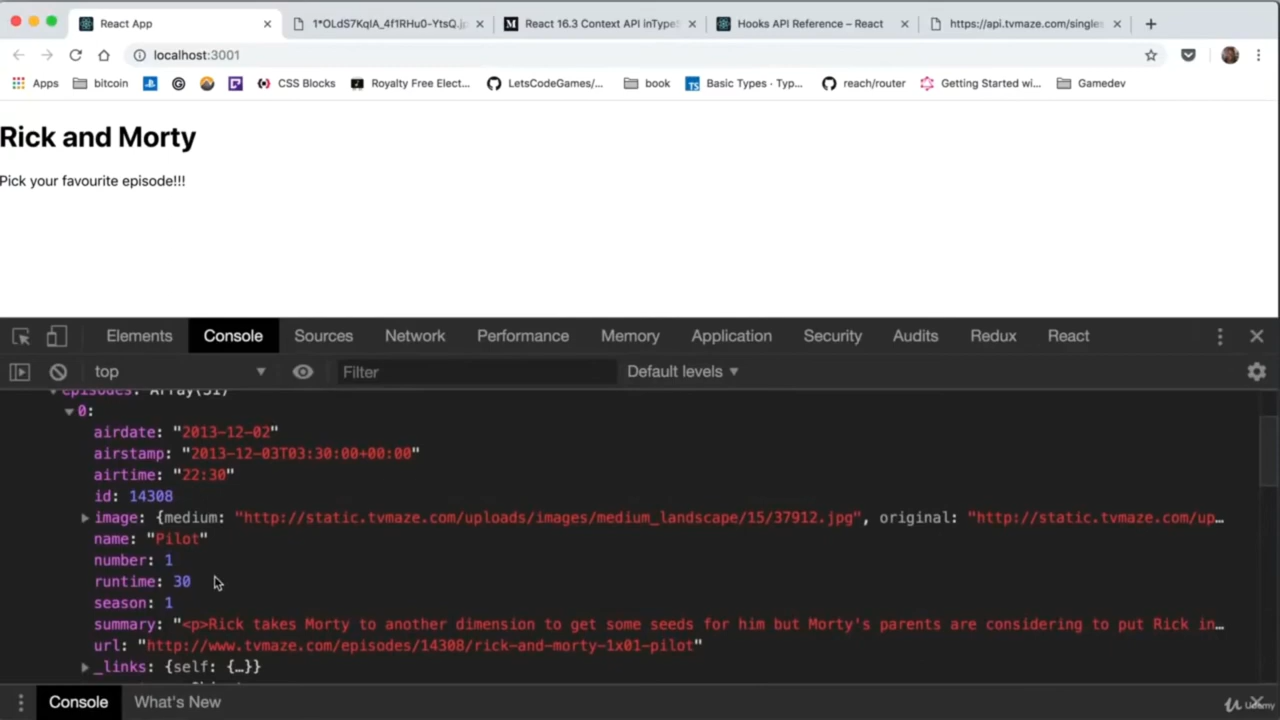 React App
1*OLdS7KqIA_4f1RHu0-YtsQ.jp
React 16.3 Context API inTypeS
Hooks API Reference – React
https://api.tvmaze.com/singles
localhost:3001
Apps
bitcoin
CSS Blocks
Royalty Free Elect...
LetsCodeGames/...
book
Basic Types · Typ...
reach/router
Getting Started wi...
Gamedev
Rick and Morty
Pick your favourite episode!!!
Elements Console Sources Network Performance Memory Application Security Audits Redux React
top Filter Default levels
episodes: Array(31)
0:
airdate: "2013-12-02"
airstamp: "2013-12-03T03:30:00+00:00"
airtime: "22:30"
id: 14308
image: {medium: "http://static.tvmaze.com/uploads/images/medium_landscape/15/37912.jpg", original: "http://static.tvmaze.com/up…
name: "Pilot"
number: 1
runtime: 30
season: 1
summary: "<p>Rick takes Morty to another dimension to get some seeds for him but Morty's parents are considering to put Rick in…
url: "http://www.tvmaze.com/episodes/14308/rick-and-morty-1x01-pilot"
_links: {self: {…}}
Console What's New
Udemy